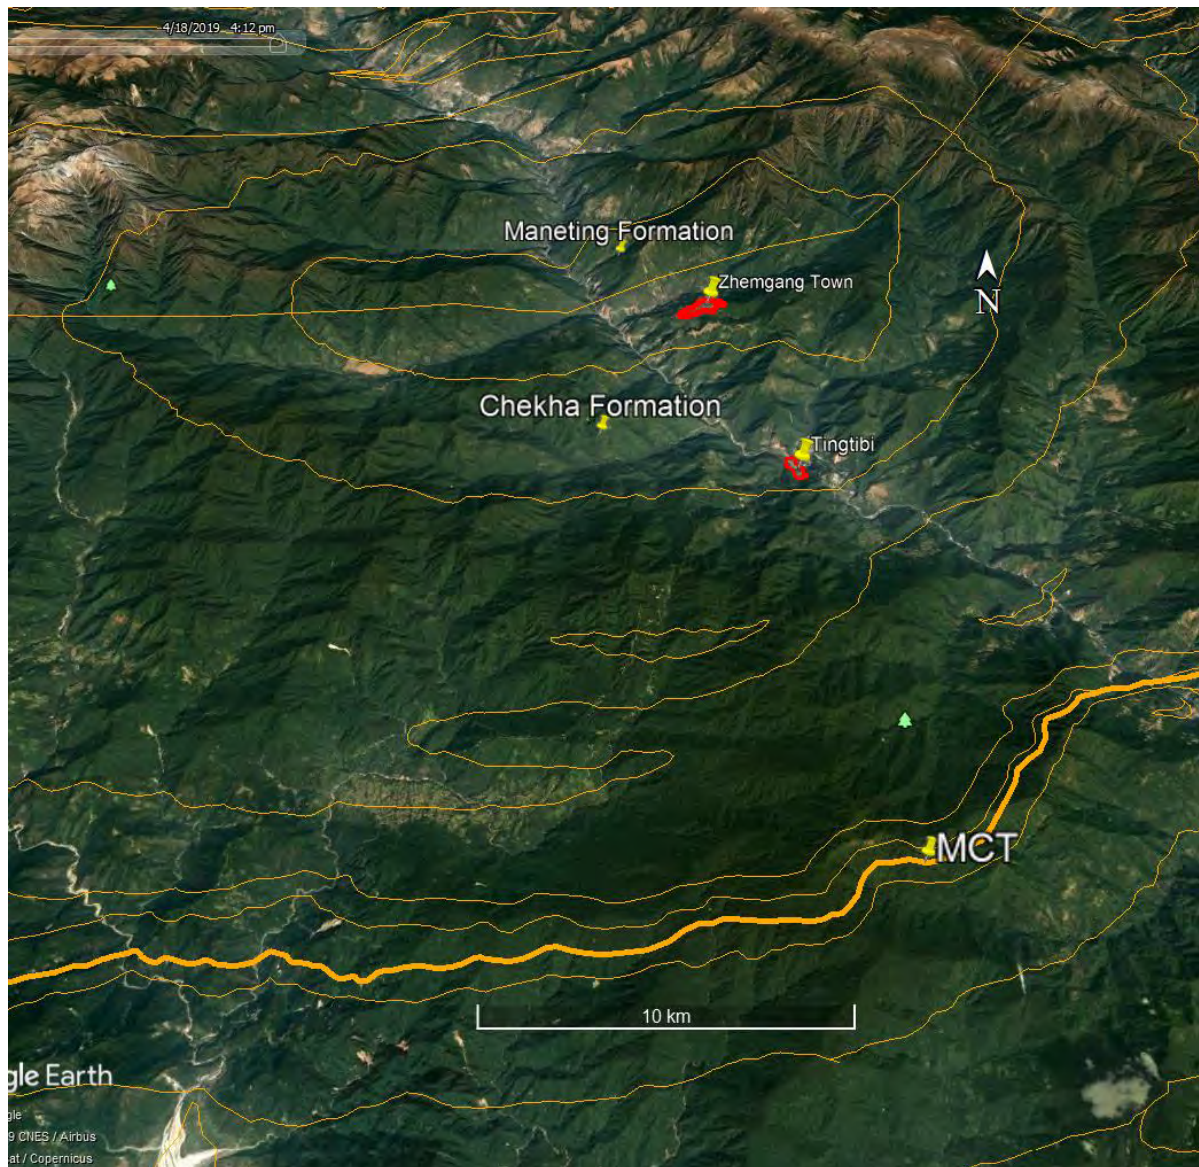 4/18/2019 4:12 pm
Maneting Formation
Zhemgang Town
N
Chekha Formation
Tingtibi
MCT
10 km
gle Earth
gle
9 CNES / Airbus
sat / Copernicus